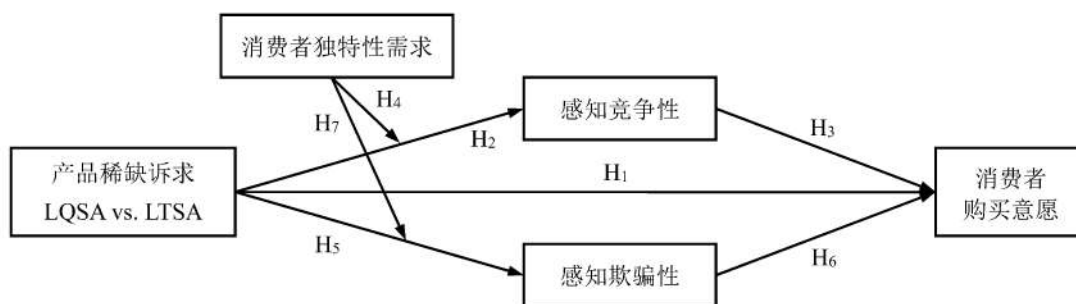 消费者独特性需求
H₄
H₇
感知竞争性
H₂
H₃
产品稀缺诉求
LQSA vs. LTSA
H₁
消费者
购买意愿
H₅
感知欺骗性
H₆